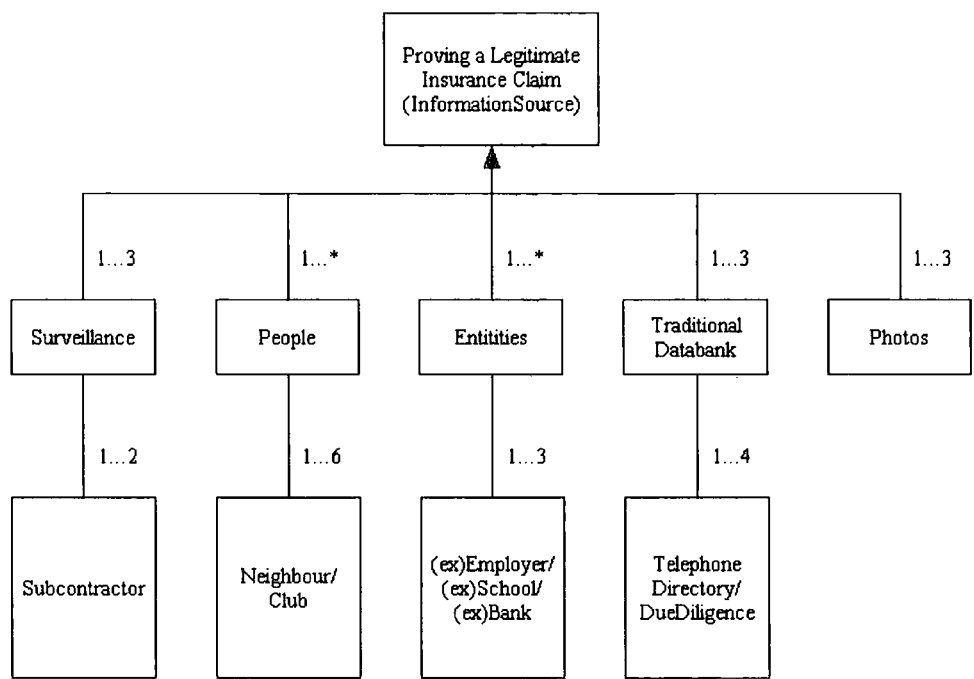 Proving a Legitimate
Insurance Claim
(InformationSource)
1...3
1...*
1...*
1...3
1...3
Surveillance
People
Entitities
Traditional
Databank
Photos
1...2
1...6
1...3
1...4
Subcontractor
Neighbour/
Club
(ex)Employer/
(ex)School/
(ex)Bank
Telephone
Directory/
DueDiligence